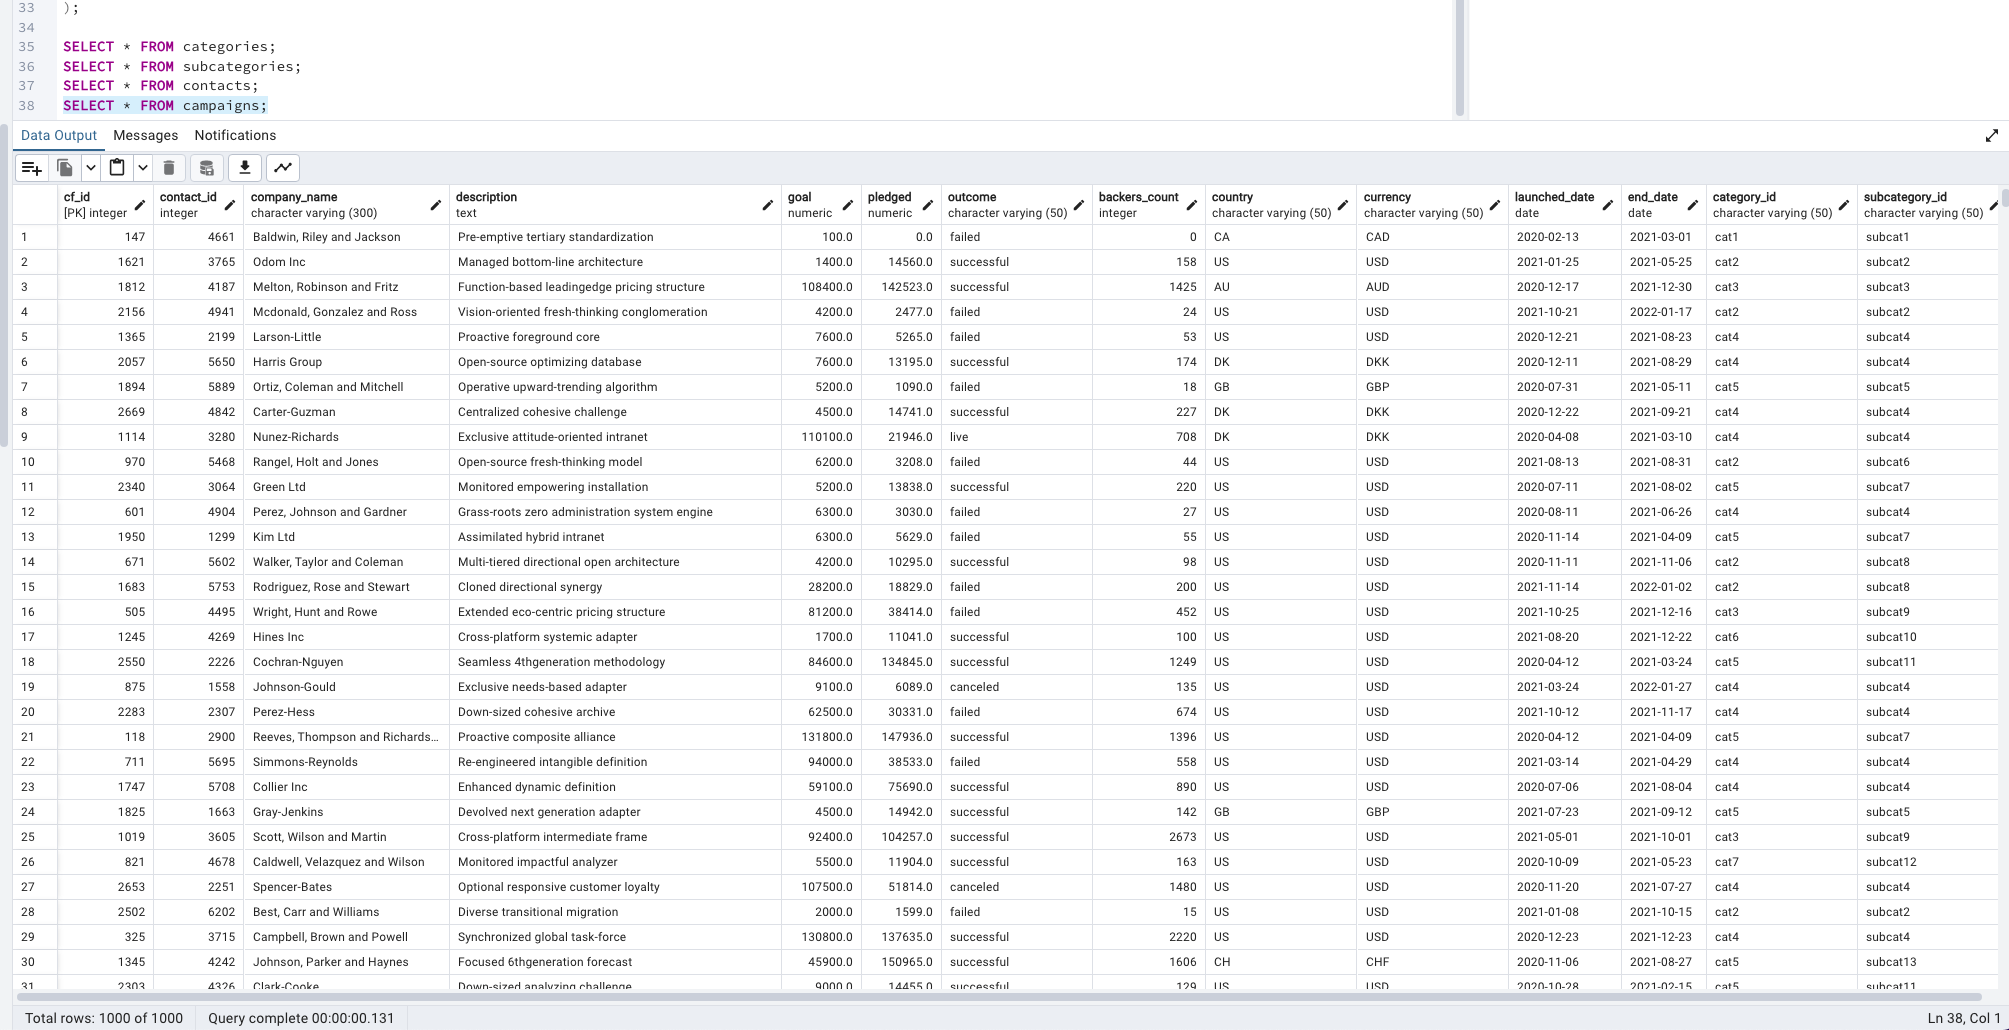 33 );
34
35 SELECT * FROM categories;
36 SELECT * FROM subcategories;
37 SELECT * FROM contacts;
38 SELECT * FROM campaigns;
Data Output Messages Notifications
cf_id contact_id company_name description goal pledged outcome backers_count country currency launched_date end_date category_id subcategory_id
[PK] integer integer character varying (300) text numeric numeric character varying (50) integer character varying (50) character varying (50) date date character varying (50) character varying (50)
1 147 4661 Baldwin, Riley and Jackson Pre-emptive tertiary standardization 100.0 0.0 failed 0 CA CAD 2020-02-13 2021-03-01 cat1 subcat1
2 1621 3765 Odom Inc Managed bottom-line architecture 1400.0 14560.0 successful 158 US USD 2021-01-25 2021-05-25 cat2 subcat2
3 1812 4187 Melton, Robinson and Fritz Function-based leadingedge pricing structure 108400.0 142523.0 successful 1425 AU AUD 2020-12-17 2021-12-30 cat3 subcat3
4 2156 4941 Mcdonald, Gonzalez and Ross Vision-oriented fresh-thinking conglomeration 4200.0 2477.0 failed 24 US USD 2021-10-21 2022-01-17 cat2 subcat2
5 1365 2199 Larson-Little Proactive foreground core 7600.0 5265.0 failed 53 US USD 2020-12-21 2021-08-23 cat4 subcat4
6 2057 5650 Harris Group Open-source optimizing database 7600.0 13195.0 successful 174 DK DKK 2020-12-11 2021-08-29 cat4 subcat4
7 1894 5889 Ortiz, Coleman and Mitchell Operative upward-trending algorithm 5200.0 1090.0 failed 18 GB GBP 2020-07-31 2021-05-11 cat5 subcat5
8 2669 4842 Carter-Guzman Centralized cohesive challenge 4500.0 14741.0 successful 227 DK DKK 2020-12-22 2021-09-21 cat4 subcat4
9 1114 3280 Nunez-Richards Exclusive attitude-oriented intranet 110100.0 21946.0 live 708 DK DKK 2020-04-08 2021-03-10 cat4 subcat4
10 970 5468 Rangel, Holt and Jones Open-source fresh-thinking model 6200.0 3208.0 failed 44 US USD 2021-08-13 2021-08-31 cat2 subcat6
11 2340 3064 Green Ltd Monitored empowering installation 5200.0 13838.0 successful 220 US USD 2020-07-11 2021-08-02 cat5 subcat7
12 601 4904 Perez, Johnson and Gardner Grass-roots zero administration system engine 6300.0 3030.0 failed 27 US USD 2020-08-11 2021-06-26 cat4 subcat4
13 1950 1299 Kim Ltd Assimilated hybrid intranet 6300.0 5629.0 failed 55 US USD 2020-11-14 2021-04-09 cat5 subcat7
14 671 5602 Walker, Taylor and Coleman Multi-tiered directional open architecture 4200.0 10295.0 successful 98 US USD 2020-11-11 2021-11-06 cat2 subcat8
15 1683 5753 Rodriguez, Rose and Stewart Cloned directional synergy 28200.0 18829.0 failed 200 US USD 2021-11-14 2022-01-02 cat2 subcat8
16 505 4495 Wright, Hunt and Rowe Extended eco-centric pricing structure 81200.0 38414.0 failed 452 US USD 2021-10-25 2021-12-16 cat3 subcat9
17 1245 4269 Hines Inc Cross-platform systemic adapter 1700.0 11041.0 successful 100 US USD 2021-08-20 2021-12-22 cat6 subcat10
18 2550 2226 Cochran-Nguyen Seamless 4thgeneration methodology 84600.0 134845.0 successful 1249 US USD 2020-04-12 2021-03-24 cat5 subcat11
19 875 1558 Johnson-Gould Exclusive needs-based adapter 9100.0 6089.0 canceled 135 US USD 2021-03-24 2022-01-27 cat4 subcat4
20 2283 2307 Perez-Hess Down-sized cohesive archive 62500.0 30331.0 failed 674 US USD 2021-10-12 2021-11-17 cat4 subcat4
21 118 2900 Reeves, Thompson and Richards... Proactive composite alliance 131800.0 147936.0 successful 1396 US USD 2020-04-12 2021-04-09 cat5 subcat7
22 711 5695 Simmons-Reynolds Re-engineered intangible definition 94000.0 38533.0 failed 558 US USD 2021-03-14 2021-04-29 cat4 subcat4
23 1747 5708 Collier Inc Enhanced dynamic definition 59100.0 75690.0 successful 890 US USD 2020-07-06 2021-08-04 cat4 subcat4
24 1825 1663 Gray-Jenkins Devolved next generation adapter 4500.0 14942.0 successful 142 GB GBP 2021-07-23 2021-09-12 cat5 subcat5
25 1019 3605 Scott, Wilson and Martin Cross-platform intermediate frame 92400.0 104257.0 successful 2673 US USD 2021-05-01 2021-10-01 cat3 subcat9
26 821 4678 Caldwell, Velazquez and Wilson Monitored impactful analyzer 5500.0 11904.0 successful 163 US USD 2020-10-09 2021-05-23 cat7 subcat12
27 2653 2251 Spencer-Bates Optional responsive customer loyalty 107500.0 51814.0 canceled 1480 US USD 2020-11-20 2021-07-27 cat4 subcat4
28 2502 6202 Best, Carr and Williams Diverse transitional migration 2000.0 1599.0 failed 15 US USD 2021-01-08 2021-10-15 cat2 subcat2
29 325 3715 Campbell, Brown and Powell Synchronized global task-force 130800.0 137635.0 successful 2220 US USD 2020-12-23 2021-12-23 cat4 subcat4
30 1345 4242 Johnson, Parker and Haynes Focused 6thgeneration forecast 45900.0 150965.0 successful 1606 CH CHF 2020-11-06 2021-08-27 cat5 subcat13
31 2303 4326 Clark-Cooke Down-sized analyzing challenge 9000.0 14455.0 successful 129 US USD 2020-10-28 2021-02-15 cat5 subcat11
Total rows: 1000 of 1000 Query complete 00:00:00.131 Ln 38, Col 1